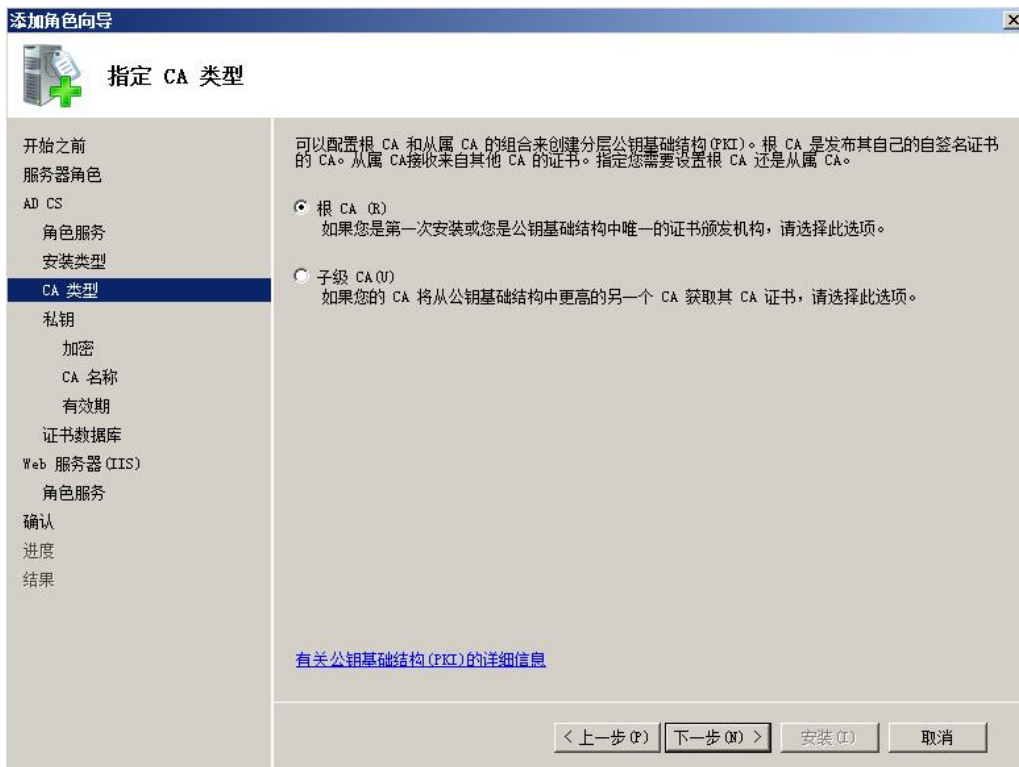 添加角色向导
指定 CA 类型
开始之前
服务器角色
AD CS
角色服务
安装类型
CA 类型
私钥
加密
CA 名称
有效期
证书数据库
Web 服务器(IIS)
角色服务
确认
进度
结果
可以配置根 CA 和从属 CA 的组合来创建分层公钥基础结构(PKI)。根 CA 是发布其自己的自签名证书
的 CA。从属 CA接收来自其他 CA 的证书。指定您需要设置根 CA 还是从属 CA。
根 CA (R)
如果您是第一次安装或您是公钥基础结构中唯一的证书颁发机构，请选择此选项。
子级 CA(U)
如果您的 CA 将从公钥基础结构中更高的另一个 CA 获取其 CA 证书，请选择此选项。
有关公钥基础结构(PKI)的详细信息
< 上一步(P) 下一步(N) > 安装(I) 取消